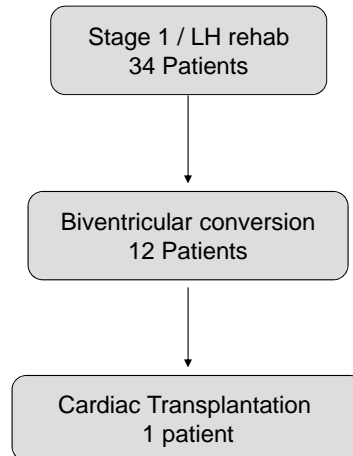 Stage 1 / LH rehab
34 Patients
Biventricular conversion
12 Patients
Cardiac Transplantation
1 patient